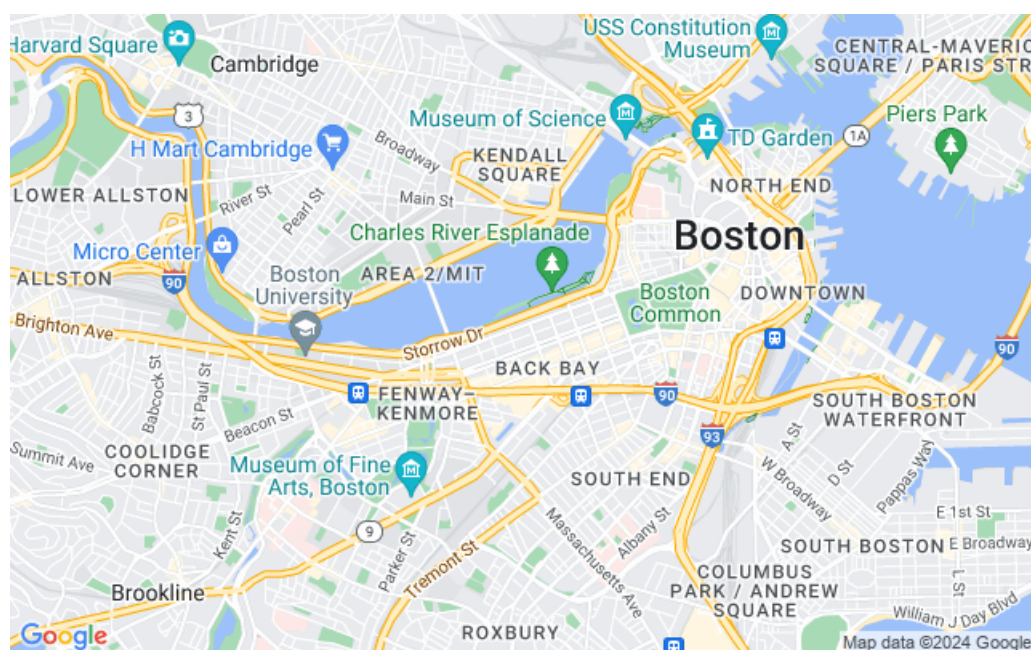 Harvard Square
Cambridge
USS Constitution
Museum
CENTRAL-MAVERIC
SQUARE / PARIS STR
3
Museum of Science
TD Garden
1A
Piers Park
H Mart Cambridge
Broadway
KENDALL
SQUARE
NORTH END
LOWER ALLSTON
River St
Pearl St
Main St
Boston
Micro Center
Charles River Esplanade
ALLSTON
90
Boston
University
AREA 2/MIT
Boston
Common
DOWNTOWN
Brighton Ave
Storrow Dr
90
BACK BAY
Babcock St
St Paul St
FENWAY–
KENMORE
90
SOUTH BOSTON
WATERFRONT
Beacon St
93
A St
COOLIDGE
CORNER
Summit Ave
Museum of Fine
Arts, Boston
SOUTH END
W Broadway
D St
Pappas Way
E 1st St
Kent St
9
Parker St
Tremont St
Massachusetts Ave
Albany St
SOUTH BOSTON
E Broadway
Brookline
COLUMBUS
PARK / ANDREW
SQUARE
L St
William J Day Blvd
ROXBURY
Google
Map data ©2024 Google